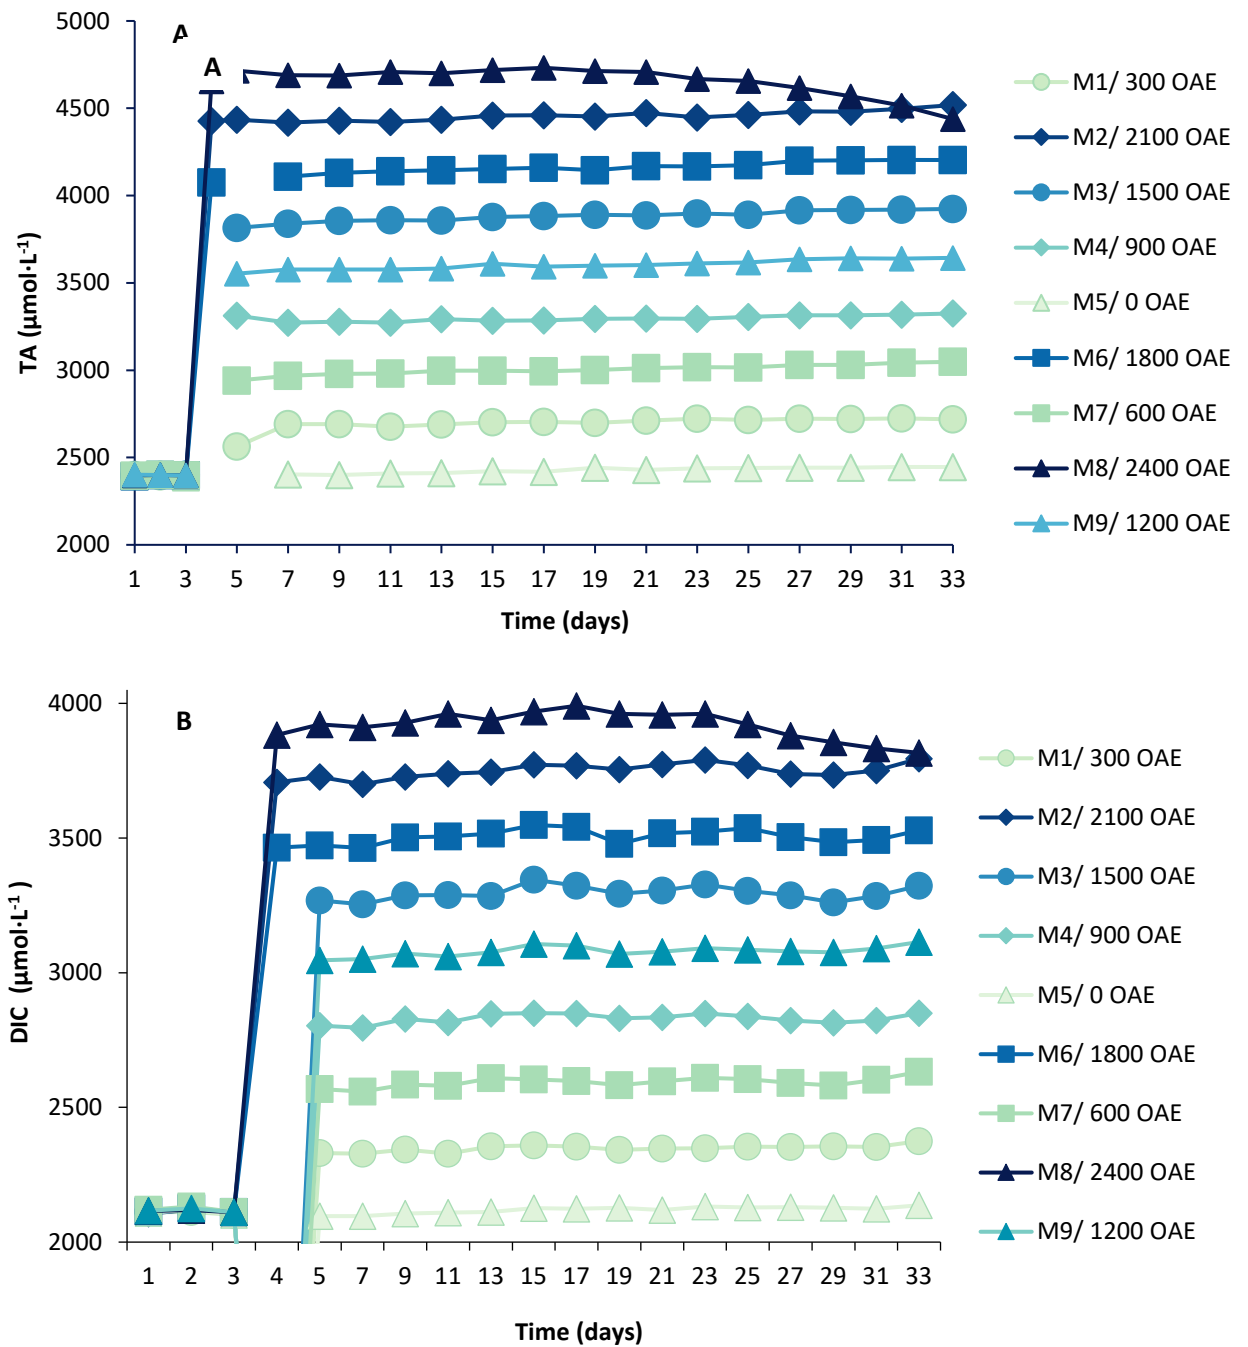 A
A
5000
4500
4000
3500
3000
2500
2000
TA (µmol·L-1)
1 3 5 7 9 11 13 15 17 19 21 23 25 27 29 31 33
Time (days)
M1/ 300 OAE
M2/ 2100 OAE
M3/ 1500 OAE
M4/ 900 OAE
M5/ 0 OAE
M6/ 1800 OAE
M7/ 600 OAE
M8/ 2400 OAE
M9/ 1200 OAE
B
4000
3500
3000
2500
2000
DIC (µmol·L-1 )
1 2 3 4 5 7 9 11 13 15 17 19 21 23 25 27 29 31 33
Time (days)
M1/ 300 OAE
M2/ 2100 OAE
M3/ 1500 OAE
M4/ 900 OAE
M5/ 0 OAE
M6/ 1800 OAE
M7/ 600 OAE
M8/ 2400 OAE
M9/ 1200 OAE